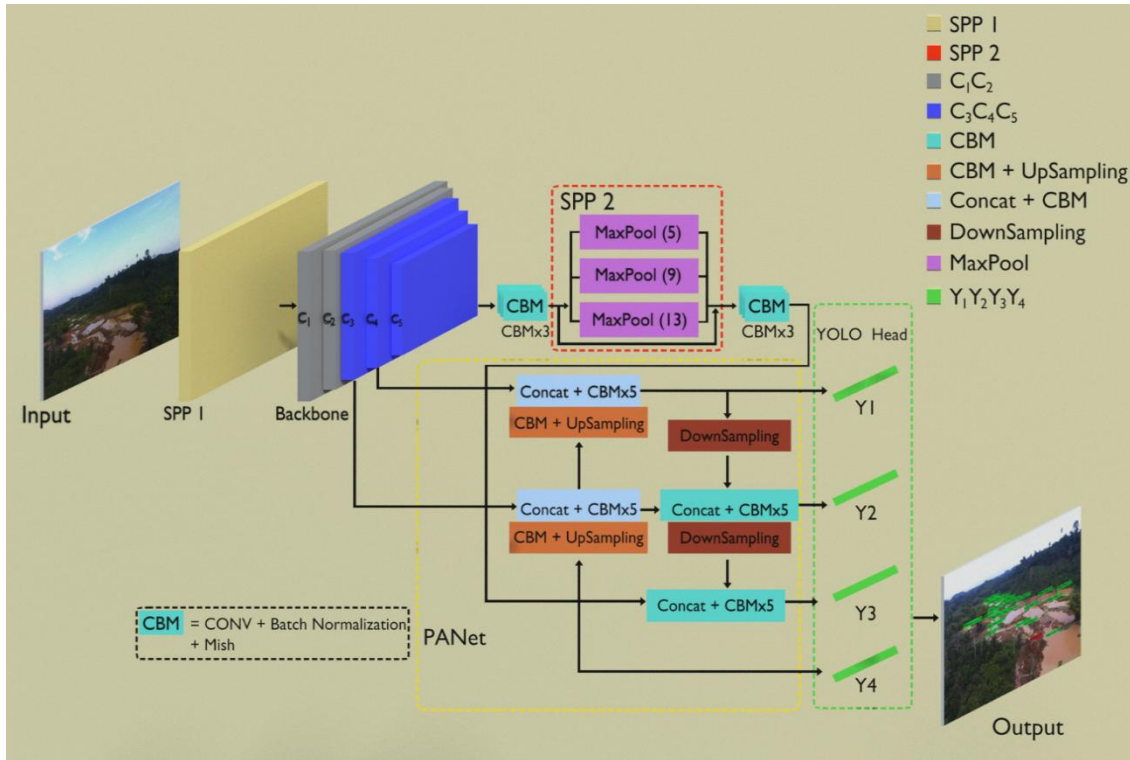 SPP 1
SPP 2
C₁C₂
C₃C₄C₅
CBM
CBM + UpSampling
Concat + CBM
DownSampling
MaxPool
Y₁Y₂Y₃Y₄
SPP 2
MaxPool (5)
MaxPool (9)
MaxPool (13)
CBM
CBMx3
CBM
CBMx3
C₁
C₂
C₃
C₄
C₅
Input
SPP 1
Backbone
YOLO Head
Concat + CBMx5
CBM + UpSampling
DownSampling
Y1
Concat + CBMx5
CBM + UpSampling
Concat + CBMx5
DownSampling
Y2
Concat + CBMx5
Y3
PANet
Y4
CBM = CONV + Batch Normalization
+ Mish
Output